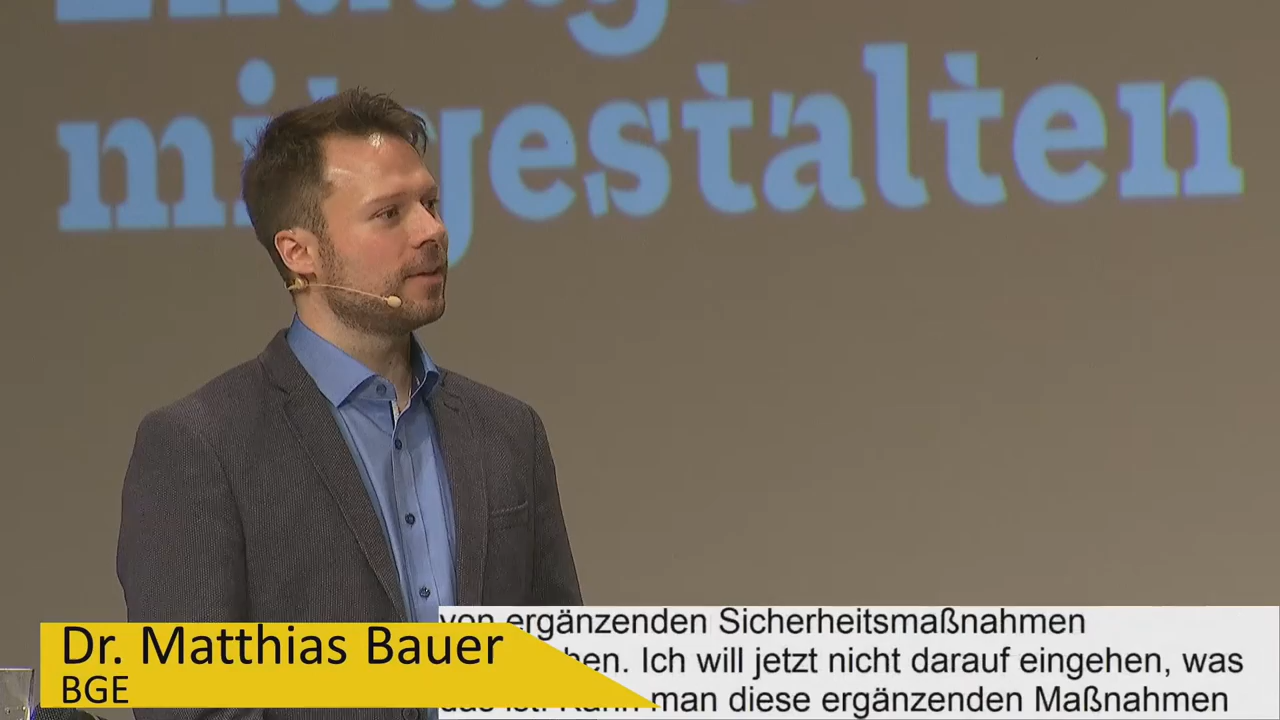 mitgestalten
Dr. Matthias Bauer
BGE
von ergänzenden Sicherheitsmaßnahmen
Ich will jetzt nicht darauf eingehen, was
man diese ergänzenden Maßnahmen